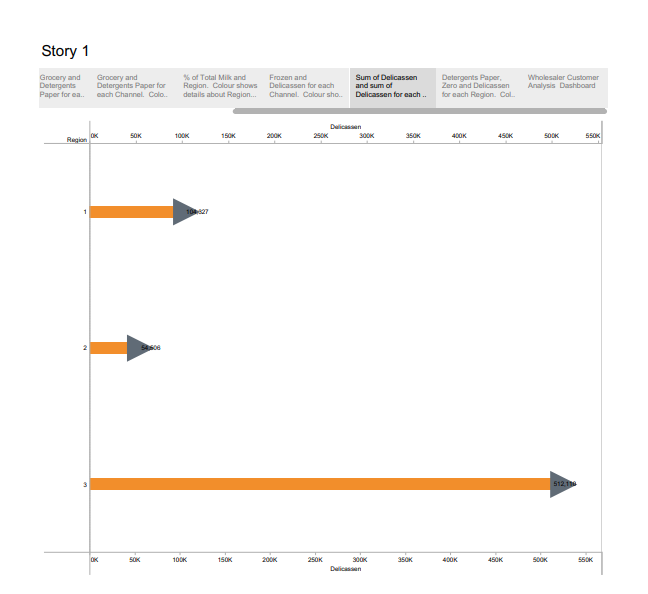 Story 1
Grocery and
Detergents
Paper for ea..
Grocery and
Detergents Paper for
each Channel.  Colo..
% of Total Milk and
Region.  Colour shows
details about Region...
Frozen and
Delicassen for each
Channel.  Colour sho..
Sum of Delicassen
and sum of
Delicassen for each ..
Detergents Paper,
Zero and Delicassen
for each Region.  Col..
Wholesaler Customer
Analysis  Dashboard
Delicassen
0K 50K 100K 150K 200K 250K 300K 350K 400K 450K 500K 550K
Region
1
104,327
2
54,506
3
512,110
0K 50K 100K 150K 200K 250K 300K 350K 400K 450K 500K 550K
Delicassen